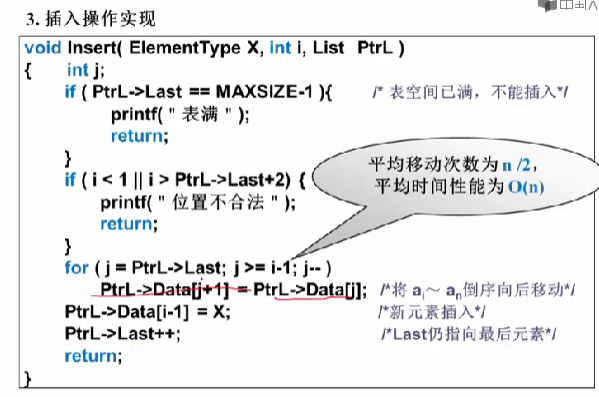 中国大
3. 插入操作实现
void Insert( ElementType X, int i, List PtrL )
{ int j;
if ( PtrL->Last == MAXSIZE-1 ){ /* 表空间已满，不能插入*/
printf( " 表满 " );
return;
}
if ( i < 1 || i > PtrL->Last+2) {
printf( " 位置不合法 " );
return;
}
平均移动次数为 n /2，
平均时间性能为 O(n)
for ( j = PtrL->Last; j >= i-1; j-- )
PtrL->Data[j+1] = PtrL->Data[j]; /*将 ai～ an倒序向后移动*/
PtrL->Data[i-1] = X; /*新元素插入*/
PtrL->Last++; /*Last仍指向最后元素*/
return;
}